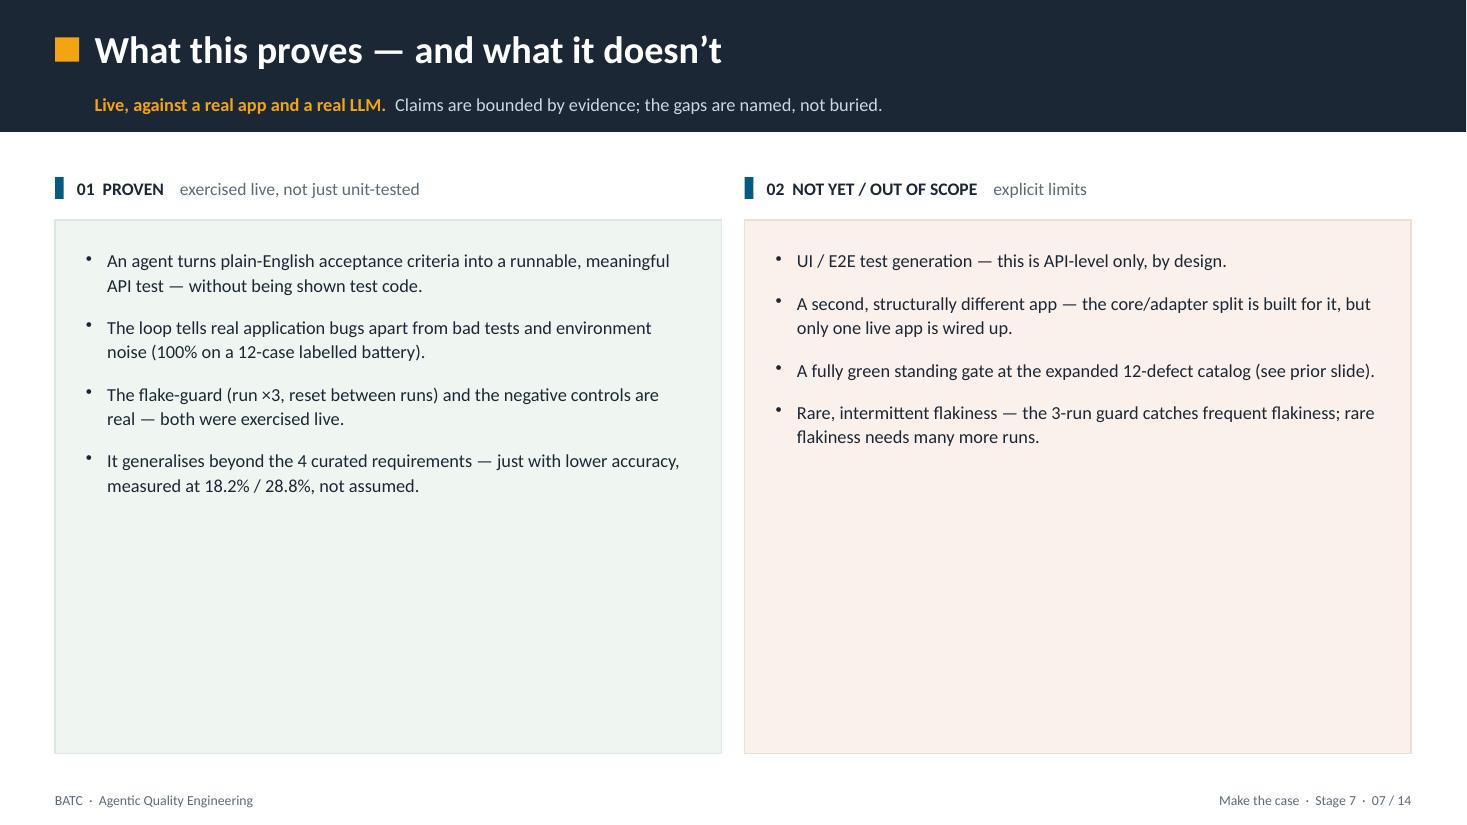 What this proves — and what it doesn’t
Live, against a real app and a real LLM. Claims are bounded by evidence; the gaps are named, not buried.
01 PROVEN exercised live, not just unit-tested
• An agent turns plain-English acceptance criteria into a runnable, meaningful
API test — without being shown test code.
• The loop tells real application bugs apart from bad tests and environment
noise (100% on a 12-case labelled battery).
• The flake-guard (run ×3, reset between runs) and the negative controls are
real — both were exercised live.
• It generalises beyond the 4 curated requirements — just with lower accuracy,
measured at 18.2% / 28.8%, not assumed.
02 NOT YET / OUT OF SCOPE explicit limits
• UI / E2E test generation — this is API-level only, by design.
• A second, structurally different app — the core/adapter split is built for it, but
only one live app is wired up.
• A fully green standing gate at the expanded 12-defect catalog (see prior slide).
• Rare, intermittent flakiness — the 3-run guard catches frequent flakiness; rare
flakiness needs many more runs.
BATC · Agentic Quality Engineering
Make the case · Stage 7 · 07 / 14